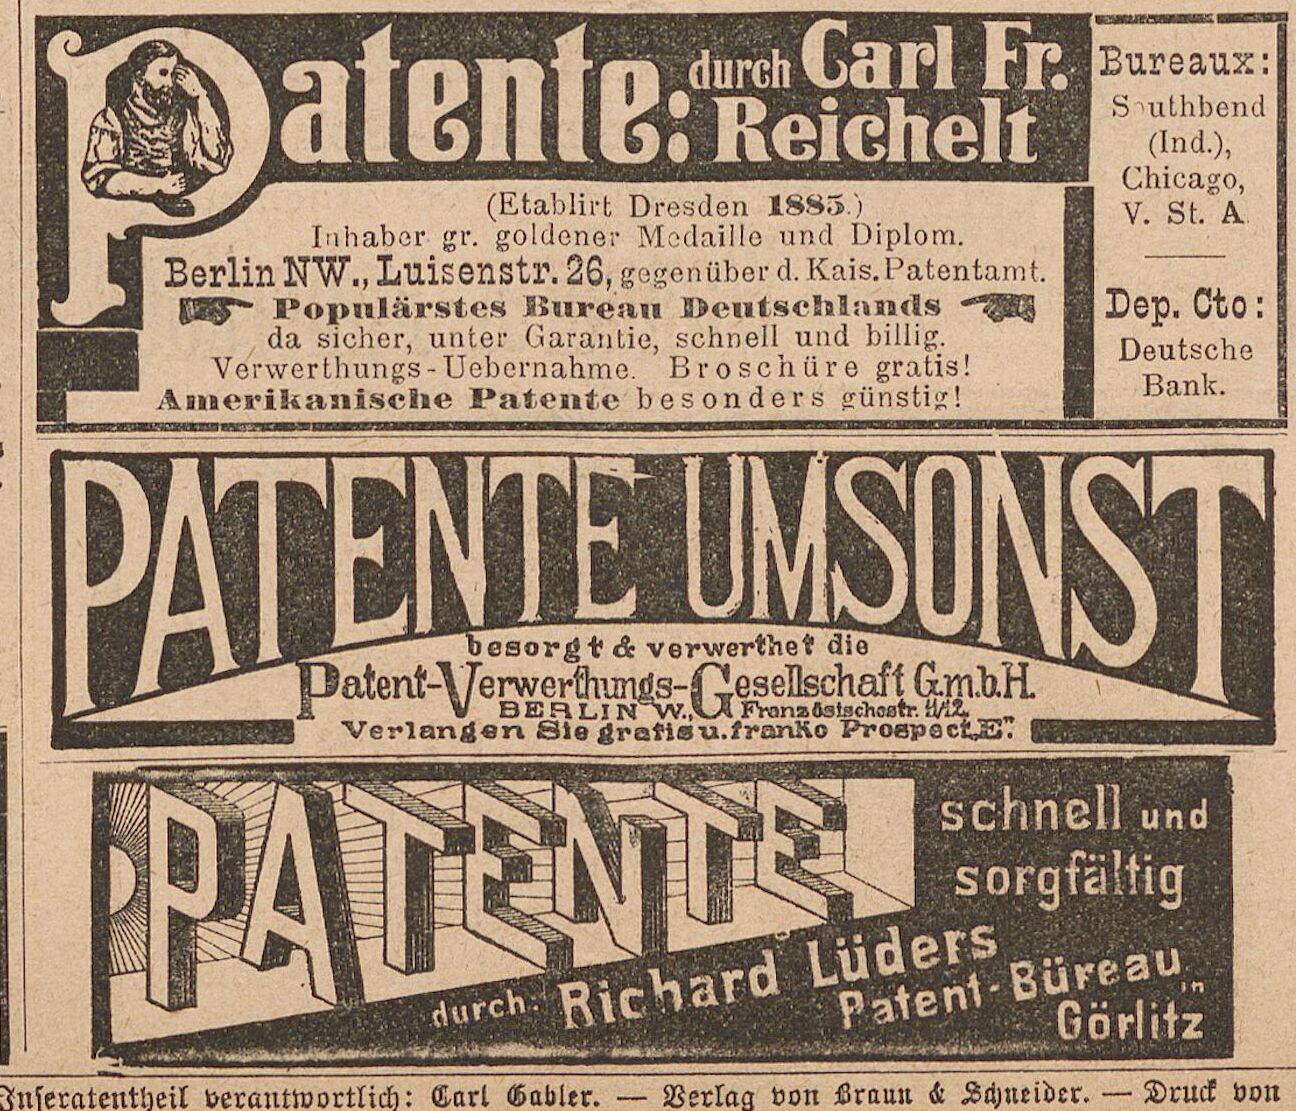 Patente: durch Carl Fr. Reichelt
(Etablirt Dresden 1885.)
Inhaber gr. goldener Medaille und Diplom.
Berlin NW., Luisenstr. 26, gegenüber d. Kais. Patentamt.
Populärstes Bureau Deutschlands
da sicher, unter Garantie, schnell und billig.
Verwerthungs-Uebernahme. Broschüre gratis!
Amerikanische Patente besonders günstig!
Bureaux:
Southbend
(Ind.),
Chicago,
V. St. A.
Dep. Cto:
Deutsche
Bank.
PATENTE UMSONST
besorgt & verwerthet die
Patent-Verwerthungs-Gesellschaft G.m.b.H.
BERLIN W., Französischestr. 11/12.
Verlangen Sie gratis u. franko Prospect „E".
PATENTE
schnell und
sorgfältig
durch: Richard Lüders
Patent-Büreau in
Görlitz
Inseratentheil verantwortlich: Carl Gabler. — Verlag von Braun & Schneider. — Druck von